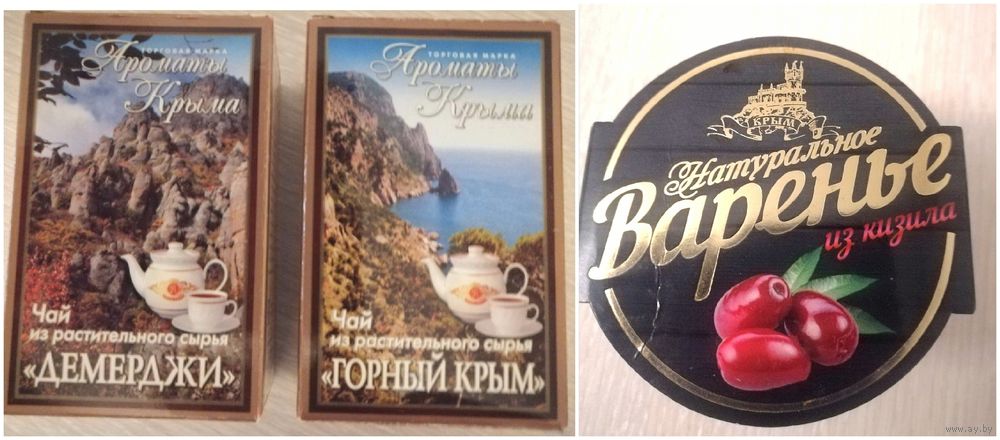 ТОРГОВАЯ МАРКА
Ароматы
Крыма
Чай
из растительного сырья
«ДЕМЕРДЖИ»
ТОРГОВАЯ МАРКА
Ароматы
Крыма
Чай
из растительного сырья
«ГОРНЫЙ КРЫМ»
КРЫМ
Натуральное
Варенье
из кизила
www.ay.by